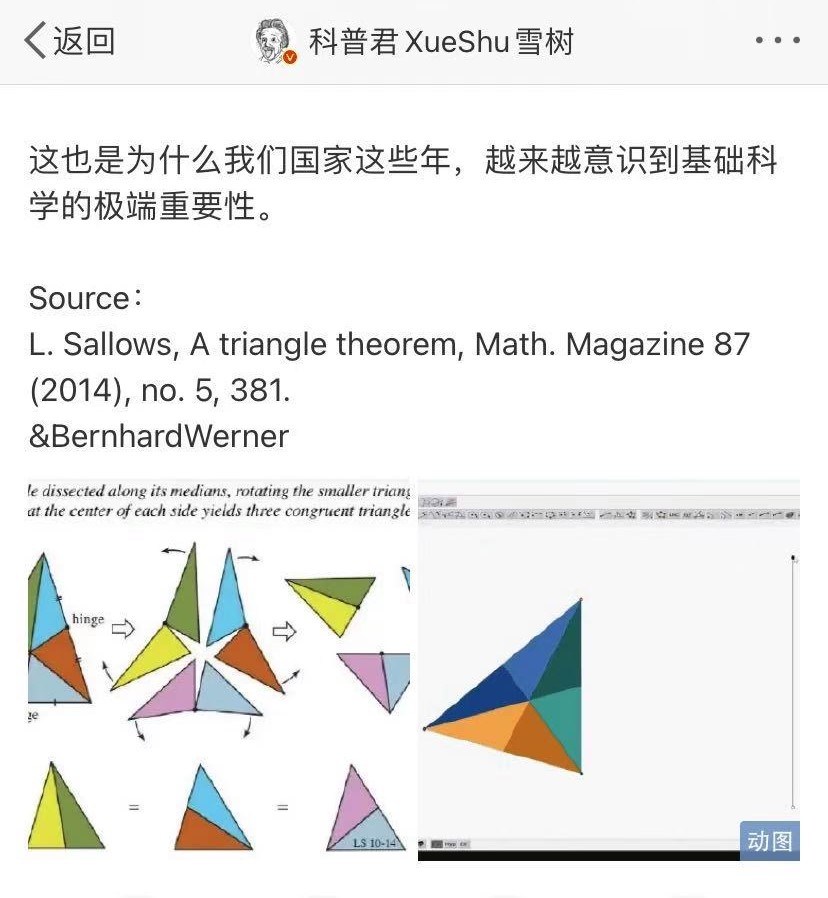 返回
科普君XueShu雪树
这也是为什么我们国家这些年，越来越意识到基础科
学的极端重要性。
Source：
L. Sallows, A triangle theorem, Math. Magazine 87
(2014), no. 5, 381.
&BernhardWerner
le dissected along its medians, rotating the smaller triang
at the center of each side yields three congruent triangle
hinge
ge
=
=
LS 10-14
动图